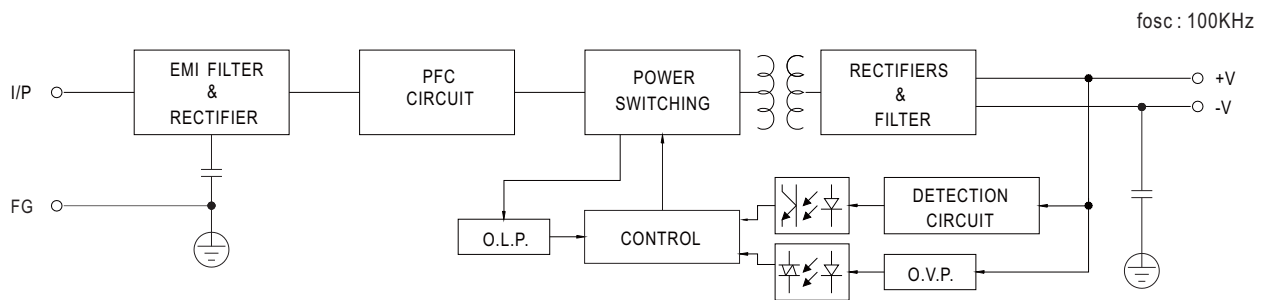 fosc : 100KHz
I/P
EMI FILTER
&
RECTIFIER
PFC
CIRCUIT
POWER
SWITCHING
RECTIFIERS
&
FILTER
+V
-V
FG
O.L.P.
CONTROL
DETECTION
CIRCUIT
O.V.P.